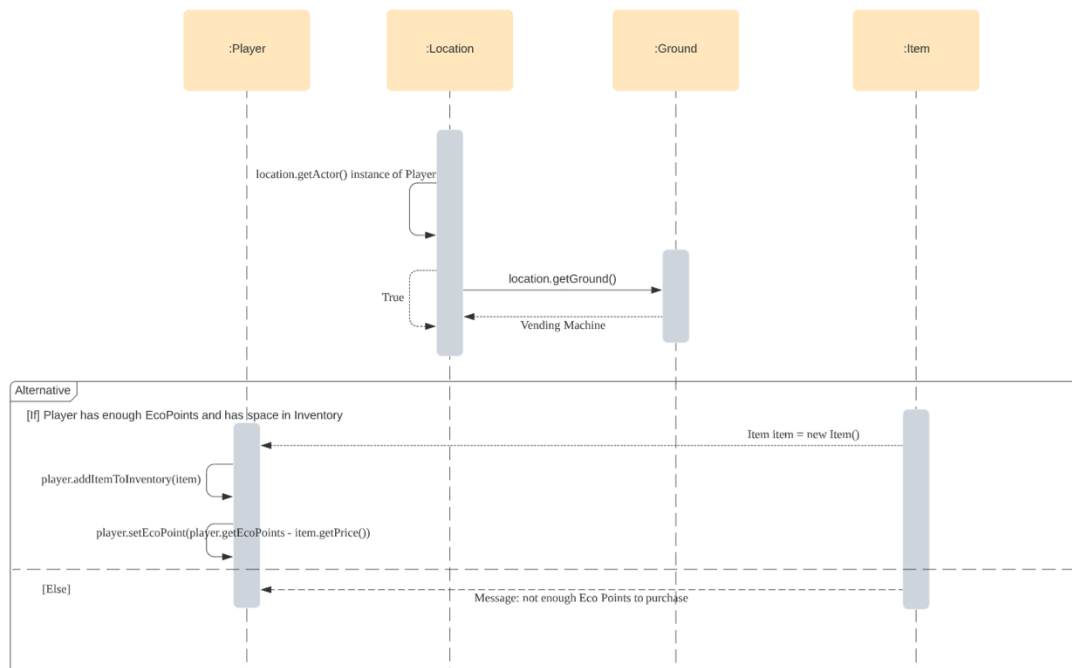 :Player
:Location
:Ground
:Item
location.getActor() instance of Player
location.getGround()
True
Vending Machine
Alternative
[If] Player has enough EcoPoints and has space in Inventory
Item item = new Item()
player.addItemToInventory(item)
player.setEcoPoint(player.getEcoPoints - item.getPrice())
[Else]
Message: not enough Eco Points to purchase